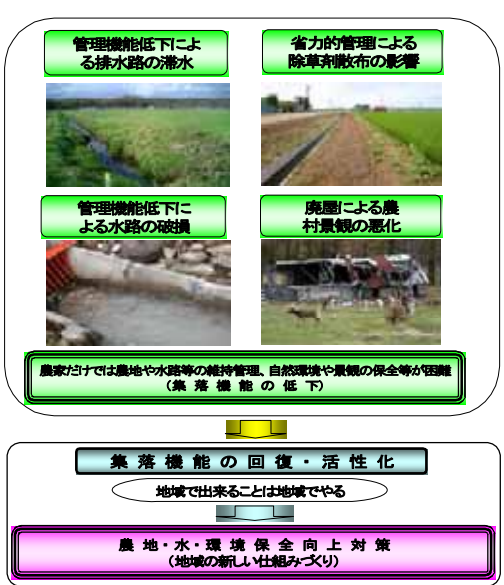 管理機能低下によ
る排水路の滞水
省力的管理による
除草剤散布の影響
管理機能低下に
よる水路の破損
廃屋による農
村景観の悪化
農家だけでは農地や水路等の維持管理、自然環境や景観の保全等が困難
（集落機能の低下）
集落機能の回復・活性化
地域で出来ることは地域でやる
農地・水・環境保全向上対策
（地域の新しい仕組みづくり）